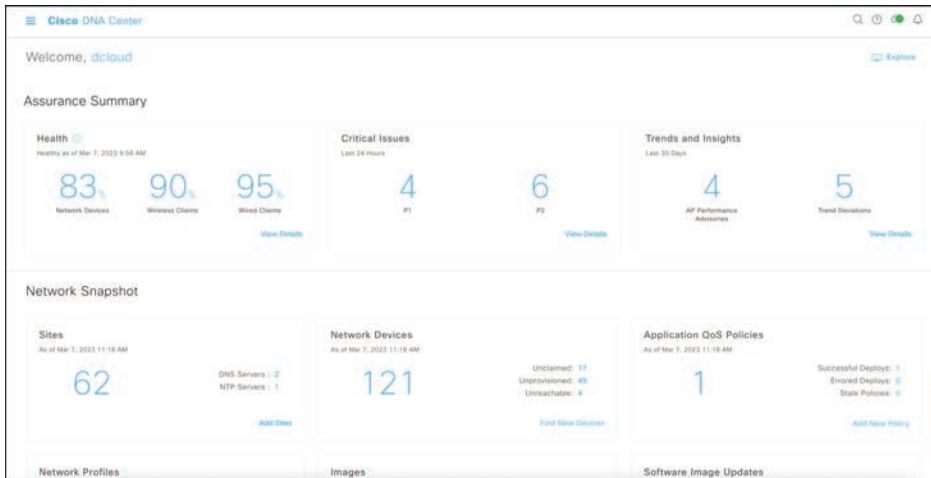 Cisco DNA Center
Welcome, dcloud
Explore
Assurance Summary
Health
Healthy as of Mar 7, 2023 9:56 AM
83%
Network Devices
90%
Wireless Clients
95%
Wired Clients
View Details
Critical Issues
Last 24 Hours
4
P1
6
P2
View Details
Trends and Insights
Last 30 Days
4
AP Performance
Advisories
5
Trend Deviations
View Details
Network Snapshot
Sites
As of Mar 7, 2023 11:18 AM
62
DNS Servers : 2
NTP Servers : 1
Add Sites
Network Devices
As of Mar 7, 2023 11:18 AM
121
Unclaimed: 17
Unprovisioned:
Unreachable: 4
Find New Devices
Application QoS Policies
As of Mar 7, 2023 11:18 AM
1
Successful Deploys: 1
Errored Deploys: 0
Stale Policies: 0
Add New Policy
Network Profiles
Images
Software Image Updates